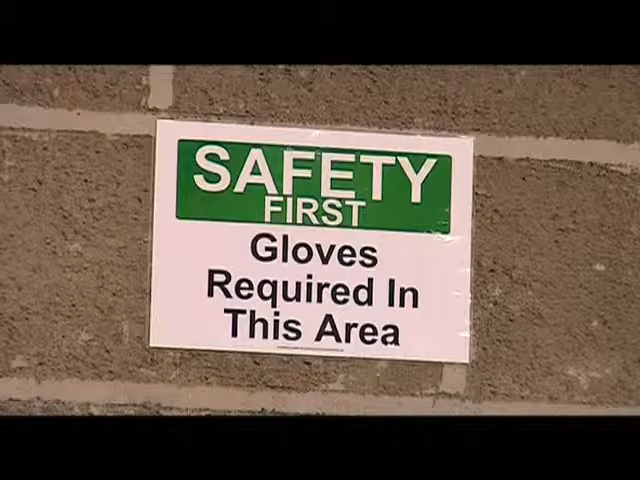 SAFETY
FIRST
Gloves
Required In
This Area